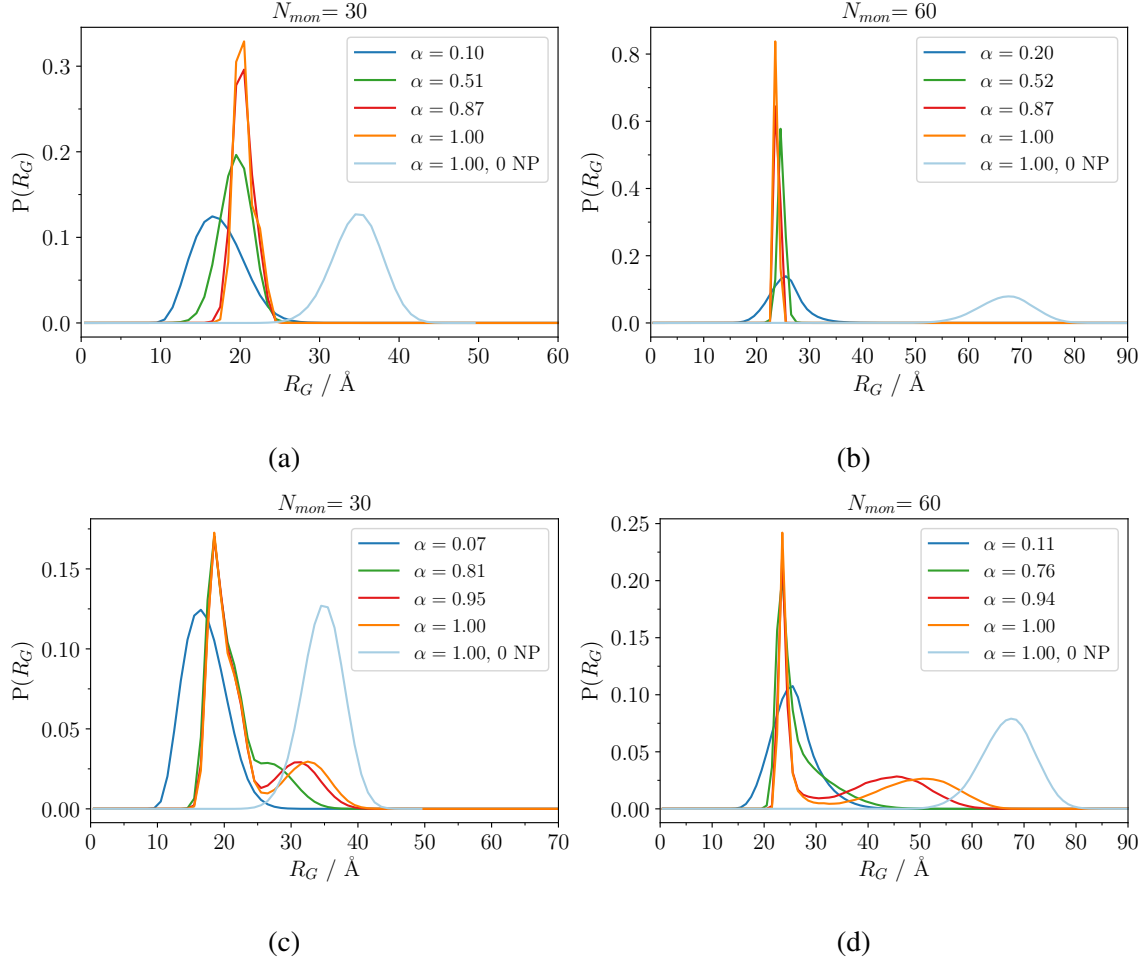 N_mon = 30
P(R_G)
0.3
0.2
0.1
0.0
α = 0.10
α = 0.51
α = 0.87
α = 1.00
α = 1.00, 0 NP
0 10 20 30 40 50 60
R_G / Å
(a)
N_mon = 60
P(R_G)
0.8
0.6
0.4
0.2
0.0
α = 0.20
α = 0.52
α = 0.87
α = 1.00
α = 1.00, 0 NP
0 10 20 30 40 50 60 70 80 90
R_G / Å
(b)
N_mon = 30
P(R_G)
0.15
0.10
0.05
0.00
α = 0.07
α = 0.81
α = 0.95
α = 1.00
α = 1.00, 0 NP
0 10 20 30 40 50 60 70
R_G / Å
(c)
N_mon = 60
P(R_G)
0.25
0.20
0.15
0.10
0.05
0.00
α = 0.11
α = 0.76
α = 0.94
α = 1.00
α = 1.00, 0 NP
0 10 20 30 40 50 60 70 80 90
R_G / Å
(d)